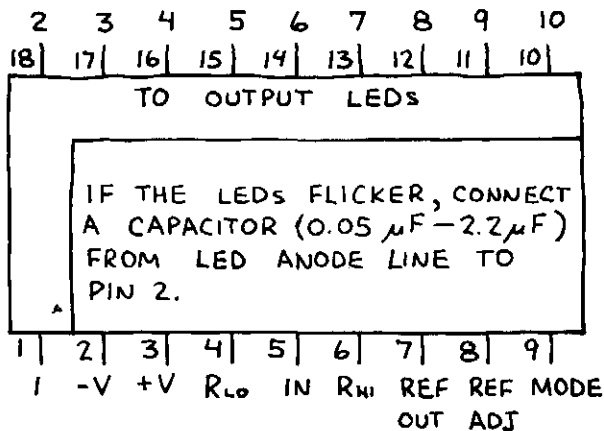 2 3 4 5 6 7 8 9 10
18 17 16 15 14 13 12 11 10
TO OUTPUT LEDs
IF THE LEDs FLICKER, CONNECT
A CAPACITOR (0.05 µF-2.2µF)
FROM LED ANODE LINE TO
PIN 2.
1 2 3 4 5 6 7 8 9
1 -V +V RLO IN RHI REF REF MODE
OUT ADJ